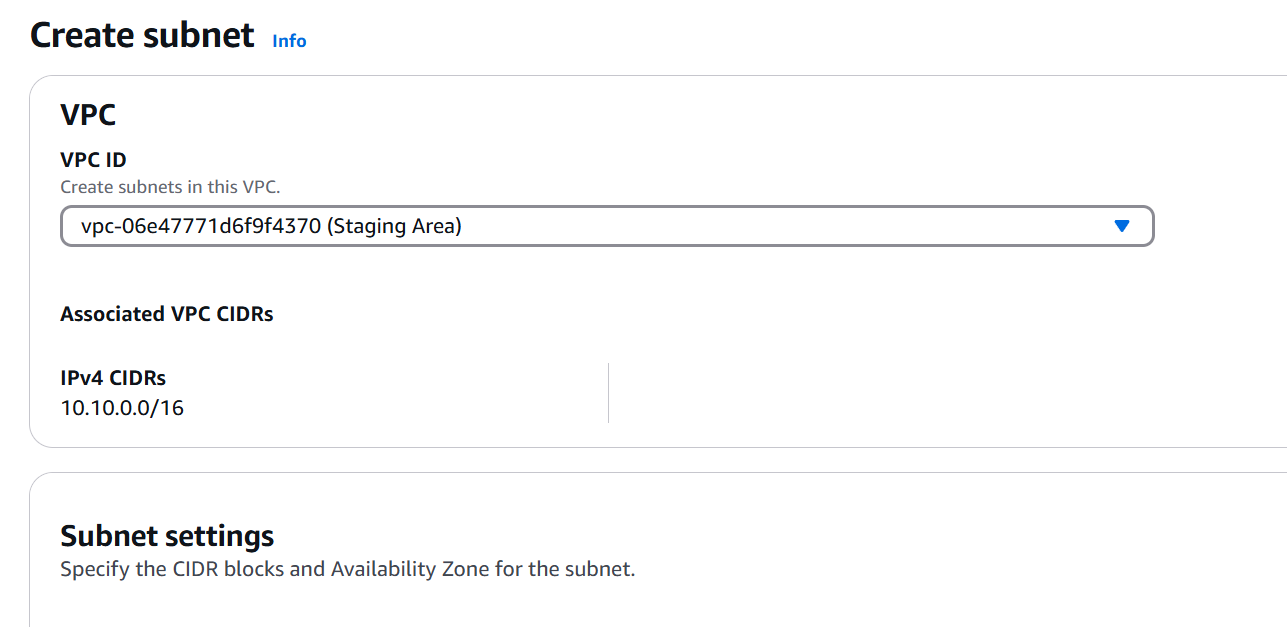 Create subnet Info
VPC
VPC ID
Create subnets in this VPC.
vpc-06e47771d6f9f4370 (Staging Area)
Associated VPC CIDRs
IPv4 CIDRs
10.10.0.0/16
Subnet settings
Specify the CIDR blocks and Availability Zone for the subnet.